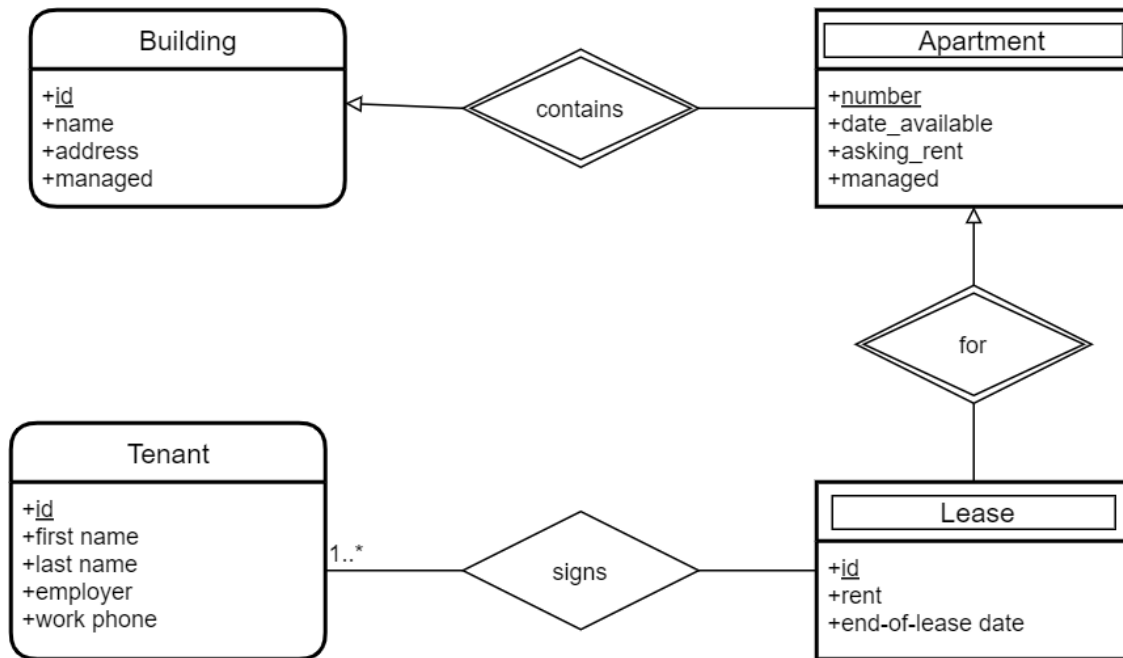 Building
+id
+name
+address
+managed
contains
Apartment
+number
+date_available
+asking_rent
+managed
for
Tenant
+id
+first name
+last name
+employer
+work phone
1..*
signs
Lease
+id
+rent
+end-of-lease date